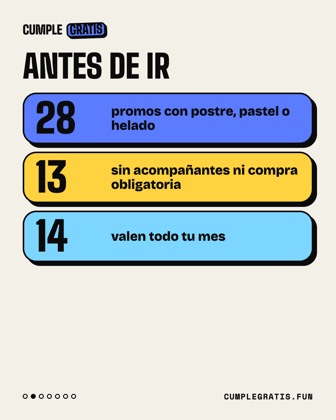 CUMPLE GRATIS
ANTES DE IR
28
promos con postre, pastel o
helado
13
sin acompañantes ni compra
obligatoria
14
valen todo tu mes
CUMPLEGRATIS.FUN